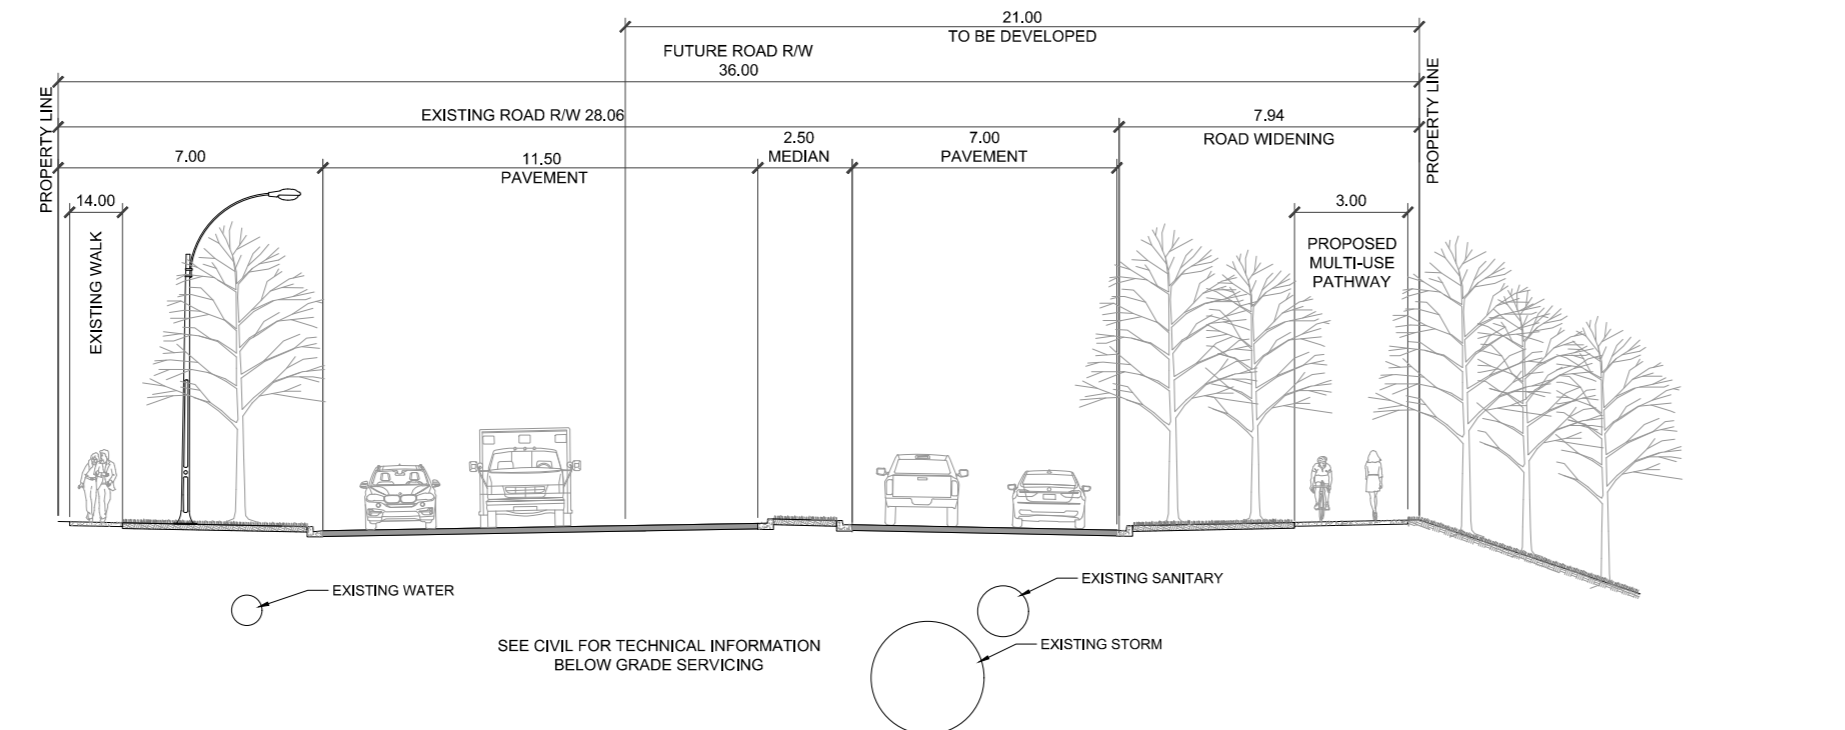 21.00
TO BE DEVELOPED
FUTURE ROAD R/W
36.00
PROPERTY LINE
PROPERTY LINE
EXISTING ROAD R/W 28.06
7.94
ROAD WIDENING
7.00
11.50
PAVEMENT
2.50
MEDIAN
7.00
PAVEMENT
14.00
EXISTING WALK
3.00
PROPOSED
MULTI-USE
PATHWAY
EXISTING WATER
EXISTING SANITARY
EXISTING STORM
SEE CIVIL FOR TECHNICAL INFORMATION
BELOW GRADE SERVICING